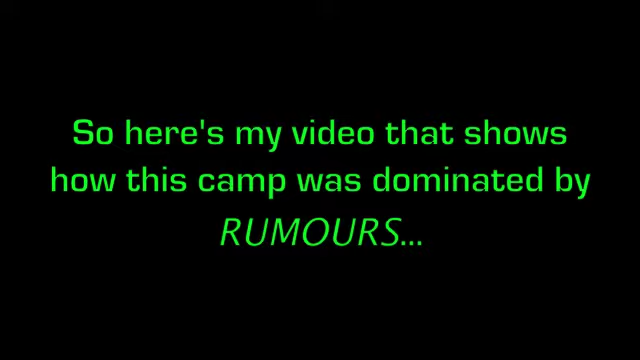 So here's my video that shows
how this camp was dominated by
RUMOURS...